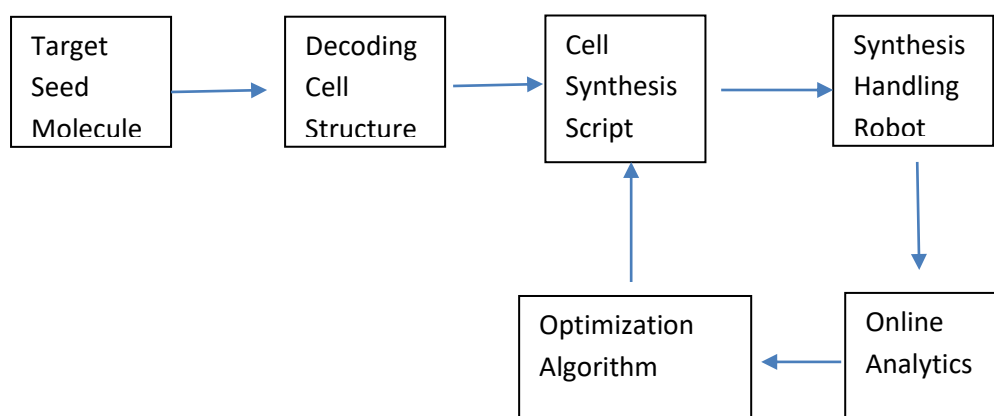 Target
Seed
Molecule
Decoding
Cell
Structure
Cell
Synthesis
Script
Synthesis
Handling
Robot
Optimization
Algorithm
Online
Analytics